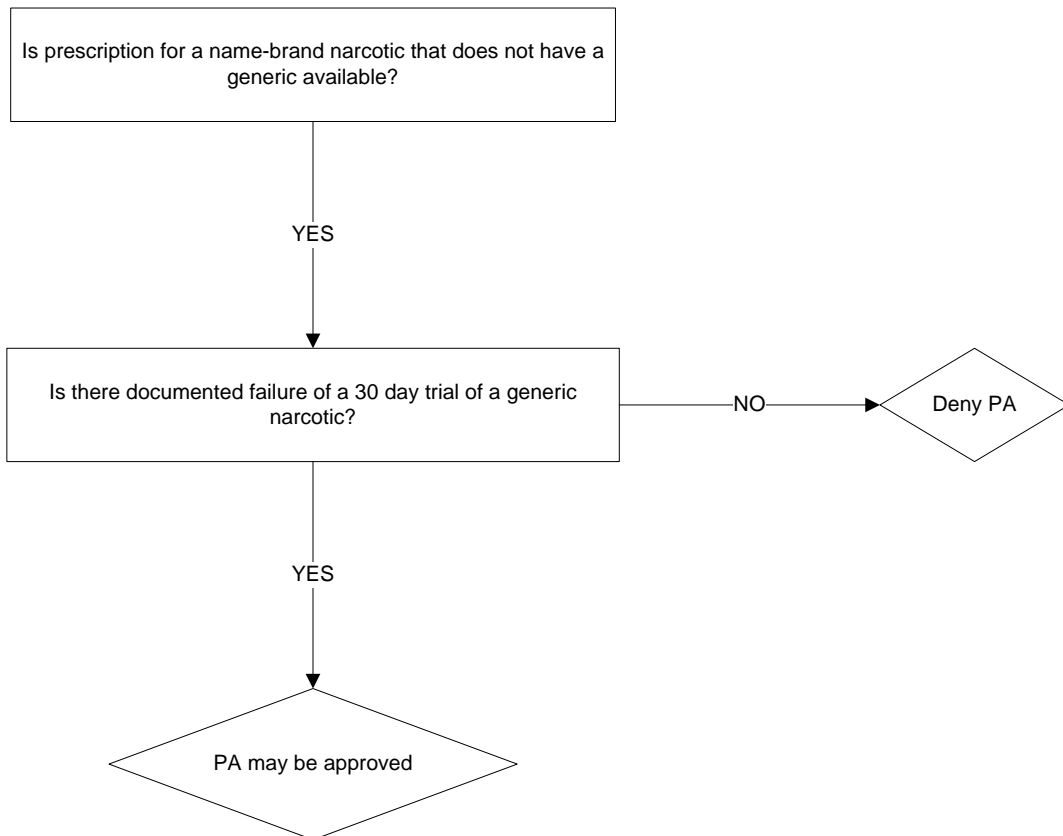 Is prescription for a name-brand narcotic that does not have a
generic available?
YES
Is there documented failure of a 30 day trial of a generic
narcotic?
NO
Deny PA
YES
PA may be approved